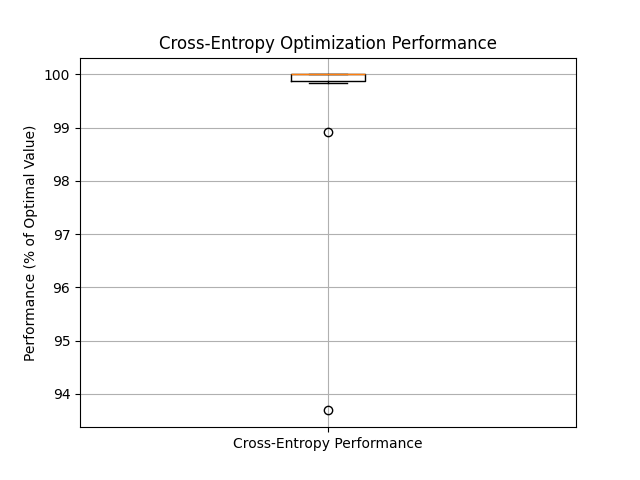 Cross-Entropy Optimization Performance
Performance (% of Optimal Value)
100
99
98
97
96
95
94
Cross-Entropy Performance